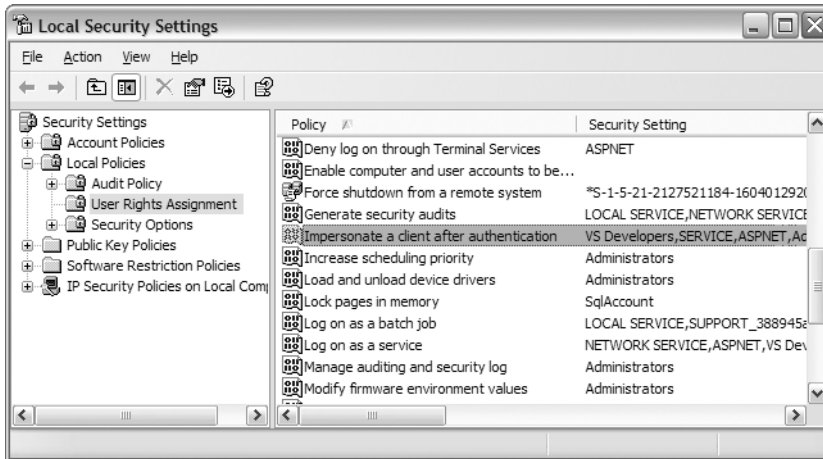 Local Security Settings
File Action View Help
Security Settings
Account Policies
Local Policies
Audit Policy
User Rights Assignment
Security Options
Public Key Policies
Software Restriction Policies
IP Security Policies on Local Comp
Policy Security Setting
Deny log on through Terminal Services ASPNET
Enable computer and user accounts to be...
Force shutdown from a remote system *S-1-5-21-2127521184-1604012920
Generate security audits LOCAL SERVICE,NETWORK SERVICE
Impersonate a client after authentication VS Developers,SERVICE,ASPNET,Ad
Increase scheduling priority Administrators
Load and unload device drivers Administrators
Lock pages in memory SqlAccount
Log on as a batch job LOCAL SERVICE,SUPPORT_388945a
Log on as a service NETWORK SERVICE,ASPNET,VS Dev
Manage auditing and security log Administrators
Modify firmware environment values Administrators